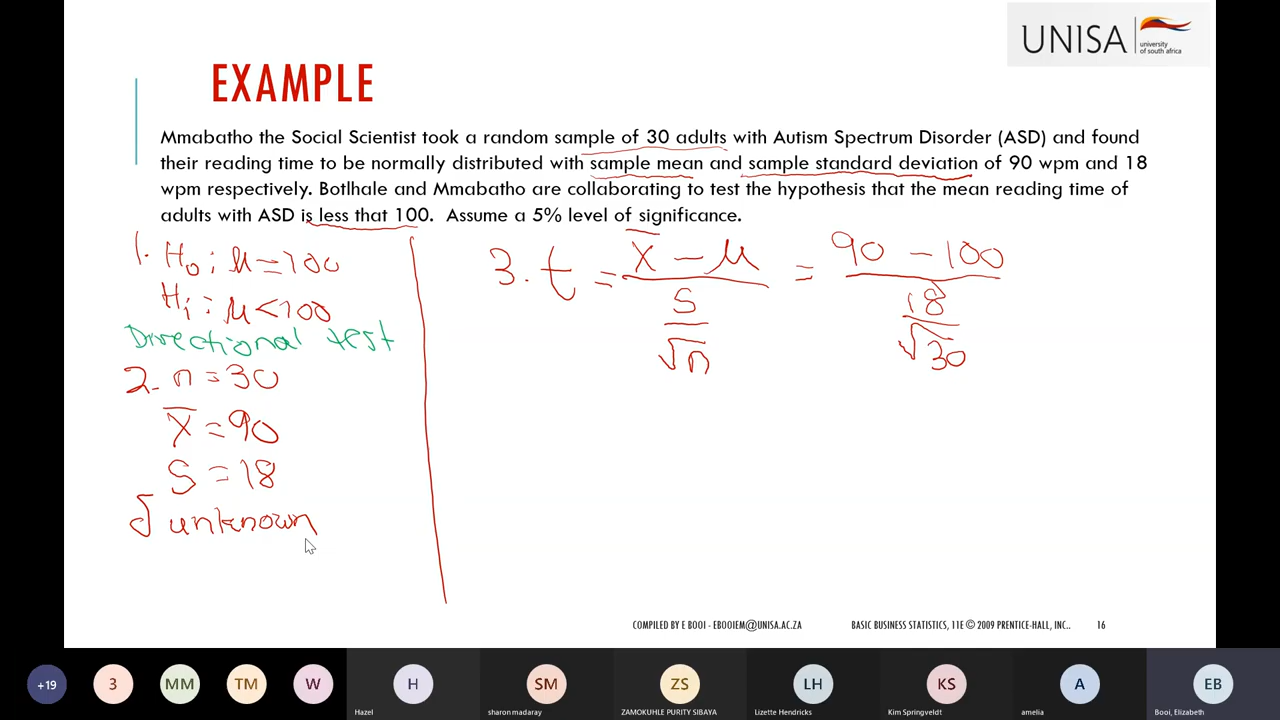 UNISA
university
of south africa
EXAMPLE
Mmabatho the Social Scientist took a random sample of 30 adults with Autism Spectrum Disorder (ASD) and found
their reading time to be normally distributed with sample mean and sample standard deviation of 90 wpm and 18
wpm respectively. Botlhale and Mmabatho are collaborating to test the hypothesis that the mean reading time of
adults with ASD is less that 100. Assume a 5% level of significance.
1. H₀: μ=100
H₁: μ<100
Directional test
2. n=30
x̄=90
S=18
δ unknown
3. t = (x̄ − μ) / (S/√n) = (90 − 100) / (18/√30)
COMPILED BY E BOOI - EBOOIEM@UNISA.AC.ZA
BASIC BUSINESS STATISTICS, 11E © 2009 PRENTICE-HALL, INC..
16
+19
3
MM
TM
W
H
SM
ZS
LH
KS
A
EB
Hazel
sharon madaray
ZAMOKUHLE PURITY SIBAYA
Lizette Hendricks
Kim Springveldt
amelia
Booi, Elizabeth